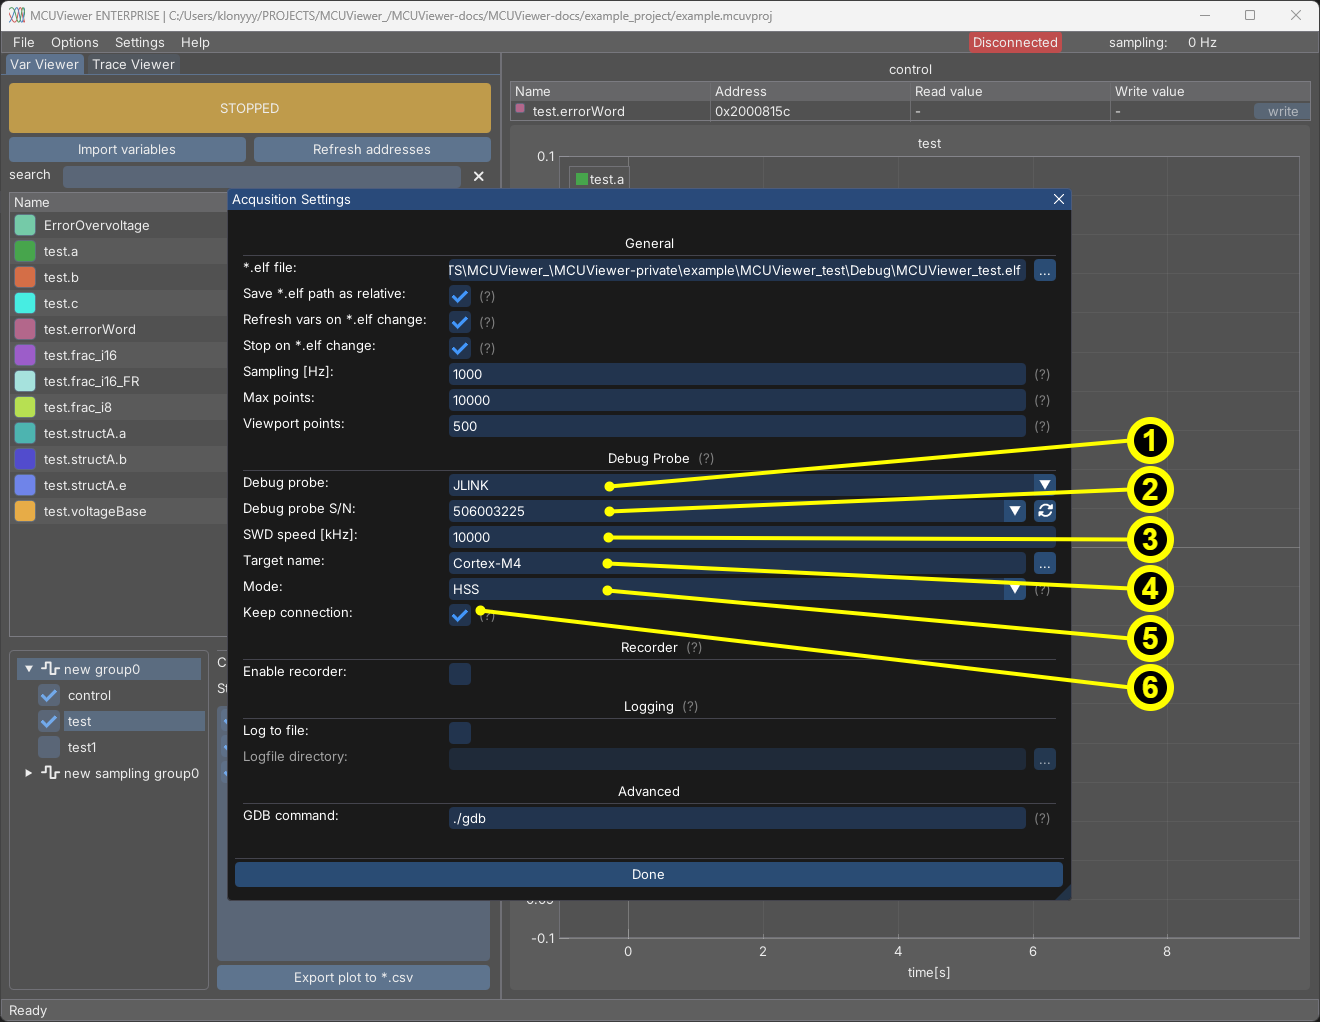 MCUViewer ENTERPRISE | C:/Users/klonyyy/PROJECTS/MCUViewer_/MCUViewer-docs/MCUViewer-docs/example_project/example.mcuvproj
File Options Settings Help Disconnected sampling: 0 Hz
Var Viewer Trace Viewer
STOPPED
Import variables Refresh addresses
search
Name
ErrorOvervoltage
test.a
test.b
test.c
test.errorWord
test.frac_i16
test.frac_i16_FR
test.frac_i8
test.structA.a
test.structA.b
test.structA.e
test.voltageBase
new group0
control
test
test1
new sampling group0
Export plot to *.csv
Ready
control
Name Address Read value Write value
test.errorWord 0x2000815c - - write
test
0.1
test.a
-0.1
0 2 4 6 8
time[s]
Acqusition Settings
General
*.elf file: TS\MCUViewer_\MCUViewer-private\example\MCUViewer_test\Debug\MCUViewer_test.elf ...
Save *.elf path as relative: (?)
Refresh vars on *.elf change: (?)
Stop on *.elf change: (?)
Sampling [Hz]: 1000 (?)
Max points: 10000 (?)
Viewport points: 500 (?)
Debug Probe (?)
Debug probe: JLINK
Debug probe S/N: 506003225
SWD speed [kHz]: 10000
Target name: Cortex-M4 ...
Mode: HSS (?)
Keep connection: (?)
Recorder (?)
Enable recorder:
Logging (?)
Log to file:
Logfile directory: ...
Advanced
GDB command: ./gdb (?)
Done
1
2
3
4
5
6